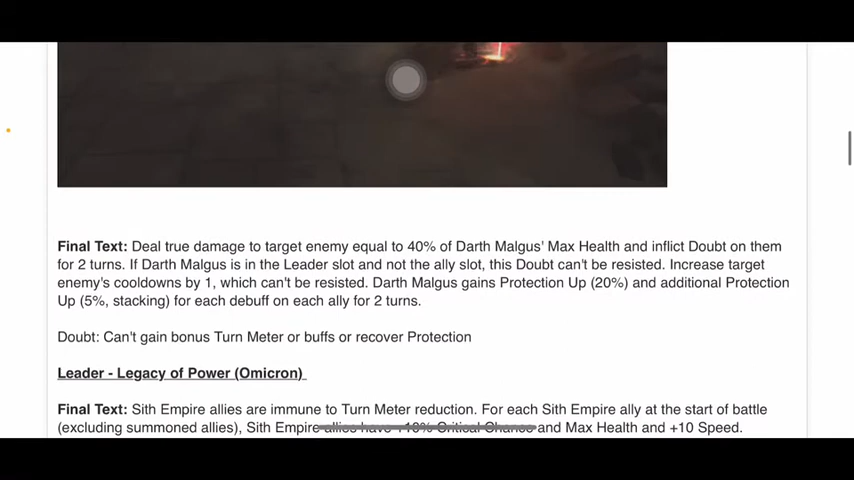 Final Text: Deal true damage to target enemy equal to 40% of Darth Malgus' Max Health and inflict Doubt on them
for 2 turns. If Darth Malgus is in the Leader slot and not the ally slot, this Doubt can't be resisted. Increase target
enemy's cooldowns by 1, which can't be resisted. Darth Malgus gains Protection Up (20%) and additional Protection
Up (5%, stacking) for each debuff on each ally for 2 turns.
Doubt: Can't gain bonus Turn Meter or buffs or recover Protection
Leader - Legacy of Power (Omicron)
Final Text: Sith Empire allies are immune to Turn Meter reduction. For each Sith Empire ally at the start of battle
(excluding summoned allies), Sith Empire allies have +10% Critical Chance and Max Health and +10 Speed.